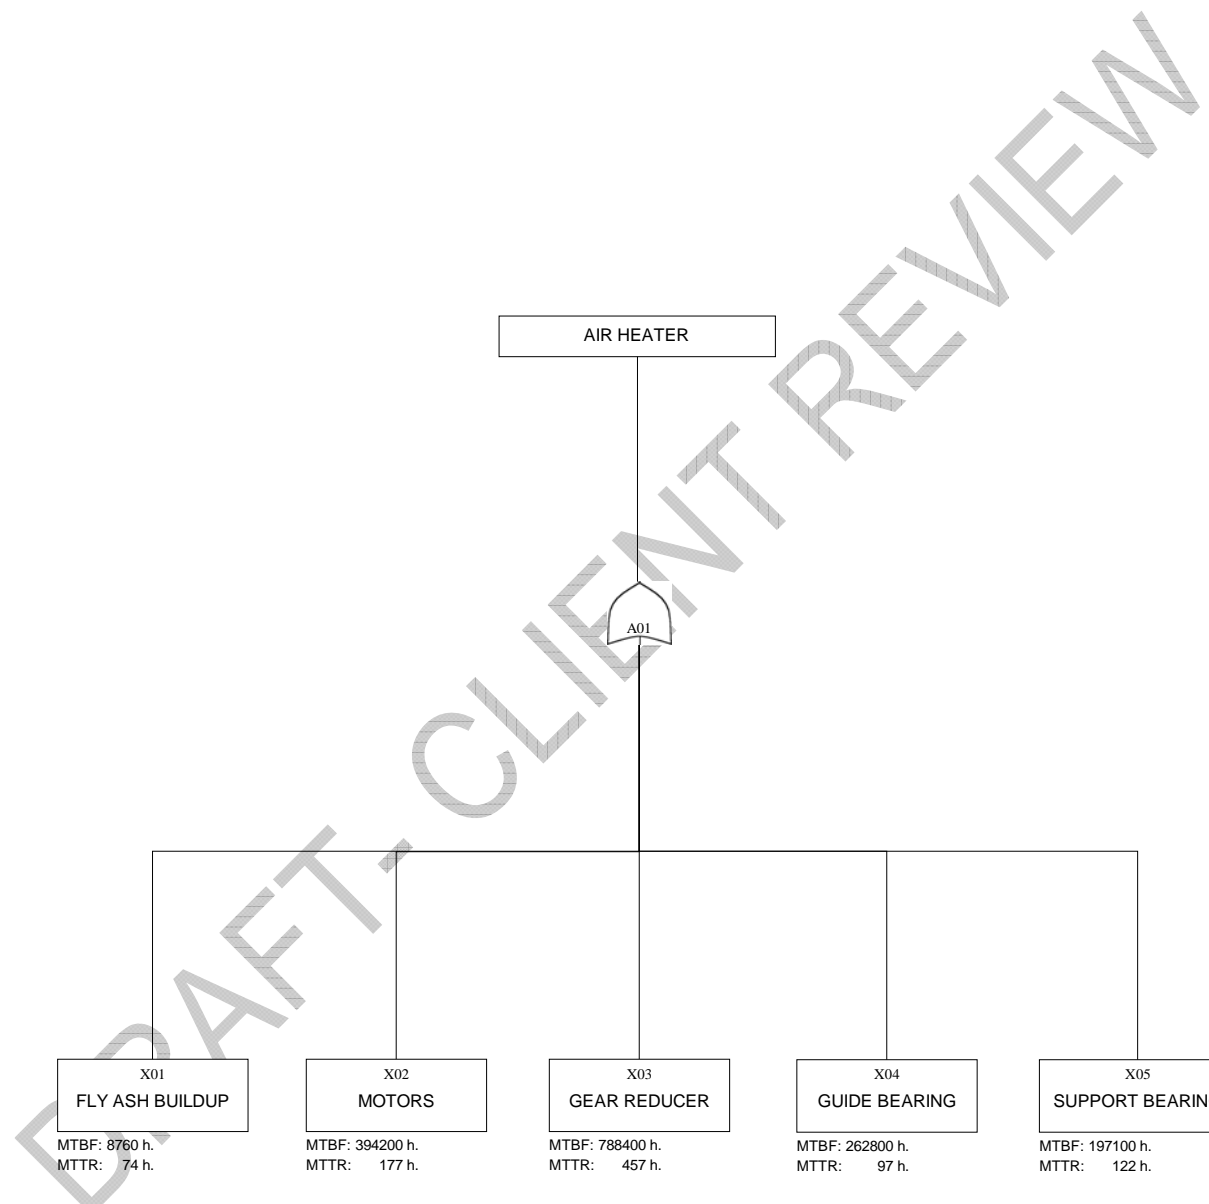 DRAFT- CLIENT REVIEW
AIR HEATER
A01
X01
FLY ASH BUILDUP
MTBF: 8760 h.
MTTR: 74 h.
X02
MOTORS
MTBF: 394200 h.
MTTR: 177 h.
X03
GEAR REDUCER
MTBF: 788400 h.
MTTR: 457 h.
X04
GUIDE BEARING
MTBF: 262800 h.
MTTR: 97 h.
X05
SUPPORT BEARIN
MTBF: 197100 h.
MTTR: 122 h.